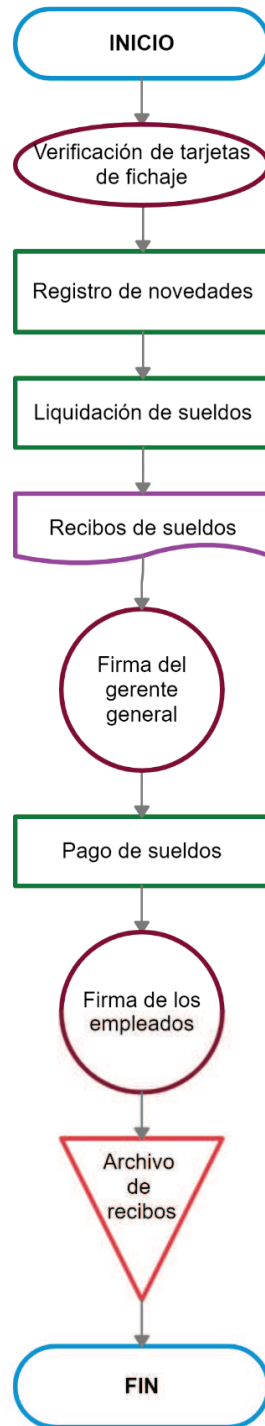 INICIO
Verificación de tarjetas
de fichaje
Registro de novedades
Liquidación de sueldos
Recibos de sueldos
Firma del
gerente
general
Pago de sueldos
Firma de los
empleados
Archivo
de
recibos
FIN